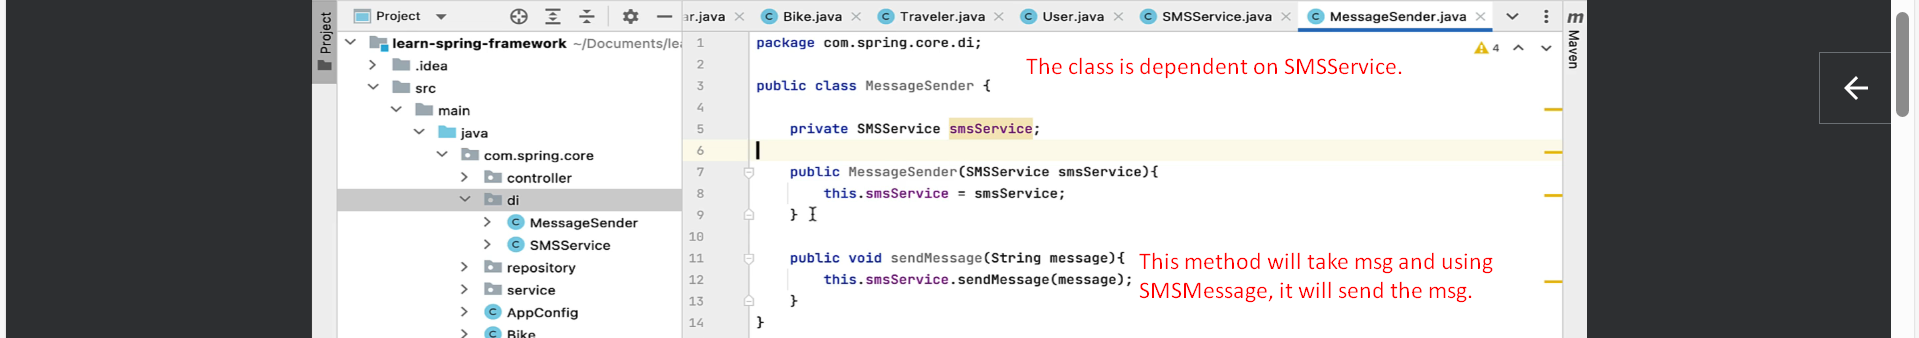 Project
Project
ar.java
Bike.java
Traveler.java
User.java
SMSService.java
MessageSender.java
m
Maven
learn-spring-framework ~/Documents/lea
.idea
src
main
java
com.spring.core
controller
di
MessageSender
SMSService
repository
service
AppConfig
Bike
4
1 package com.spring.core.di;
2
The class is dependent on SMSService.
3 public class MessageSender {
4
5 private SMSService smsService;
6
7 public MessageSender(SMSService smsService){
8 this.smsService = smsService;
9 }
10
11 public void sendMessage(String message){
12 this.smsService.sendMessage(message);
13 }
14 }
This method will take msg and using
SMSMessage, it will send the msg.